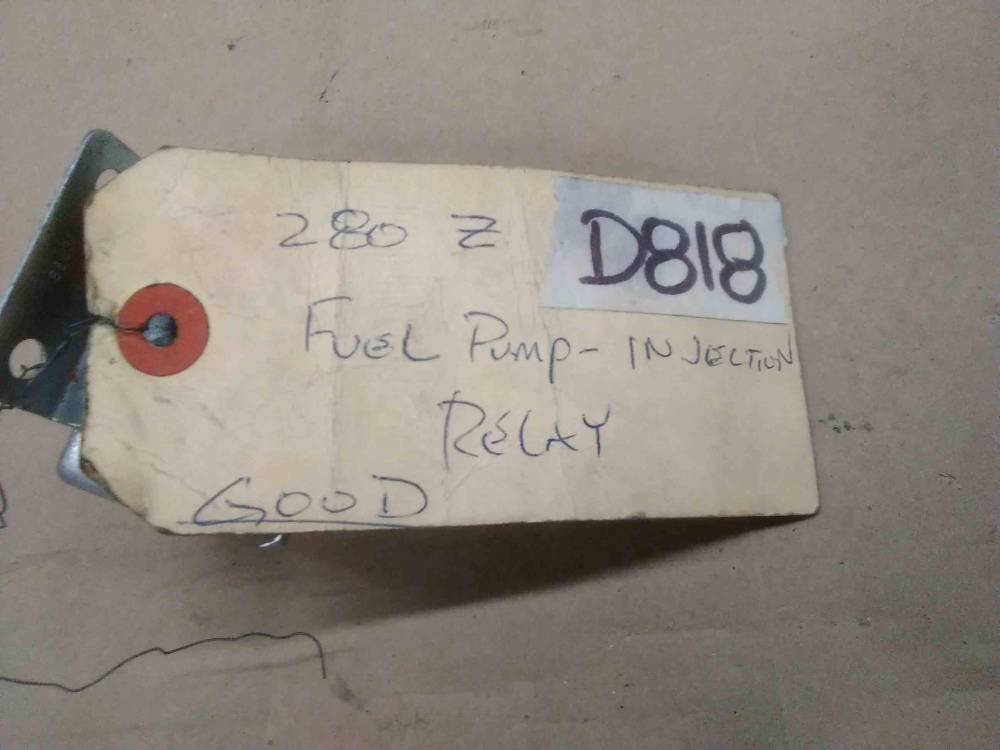 280 Z
D818
FUEL PUMP - INJECTION
RELAY
GOOD